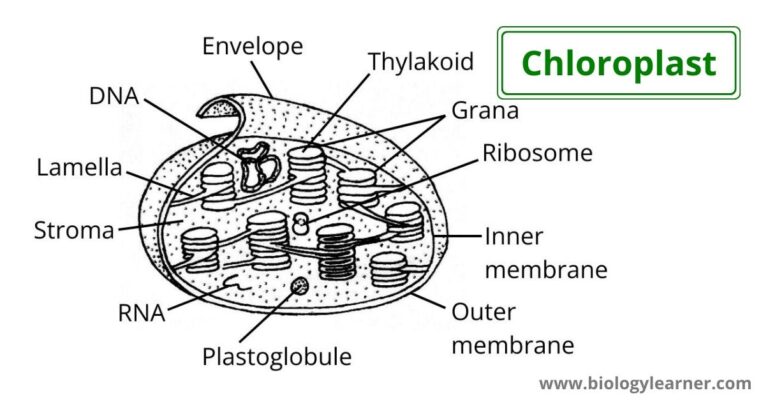 Envelope
Thylakoid
Chloroplast
DNA
Grana
Lamella
Ribosome
Stroma
Inner
membrane
RNA
Outer
membrane
Plastoglobule
www.biologylearner.com